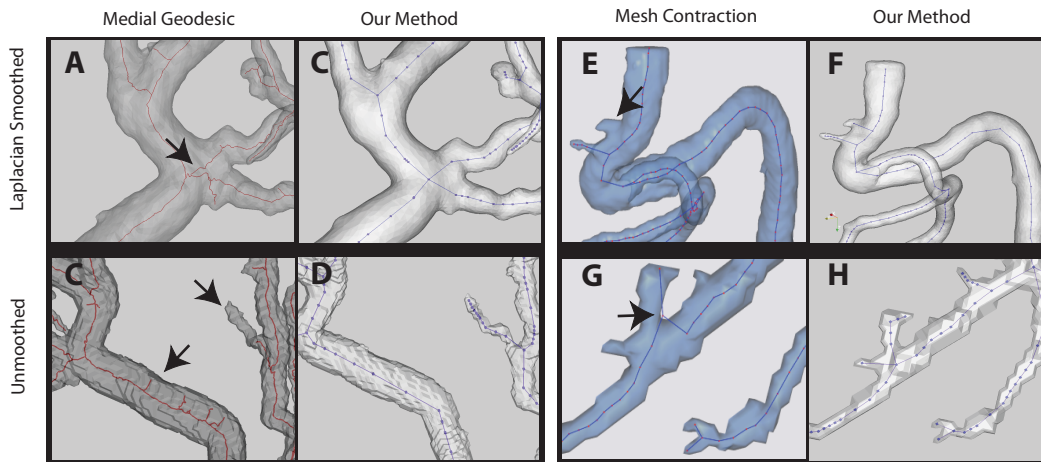 Medial Geodesic
Our Method
Mesh Contraction
Our Method
Laplacian Smoothed
A
C
E
F
Unmoothed
C
D
G
H